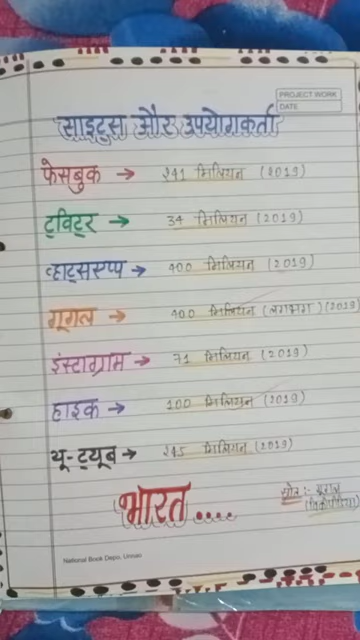 PROJECT WORK
DATE
साइट्स और उपयोगकर्ता
फेसबुक → 241 मिलियन (2019)
ट्विटर → 34 मिलियन (2019)
व्हाट्सएप्प → 400 मिलियन (2019)
गूगल → 400 मिलियन (लगभग) (2019)
इंस्टाग्राम → 71 मिलियन (2019)
हाइक → 100 मिलियन (2019)
यू-ट्यूब → 245 मिलियन (2019)
भारत ....
स्रोत :- गूगल
(विकीपीडिया)
National Book Depo, Unnao